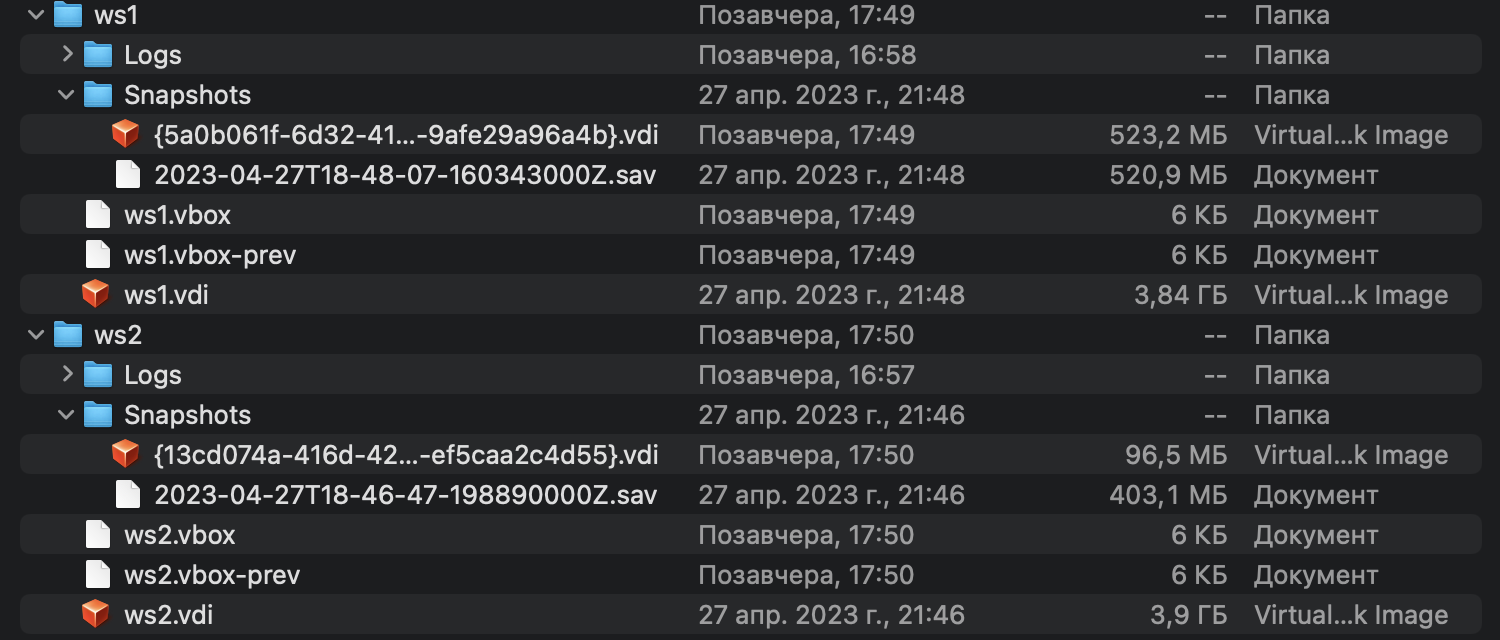 ws1 Позавчера, 17:49 -- Папка
Logs Позавчера, 16:58 -- Папка
Snapshots 27 апр. 2023 г., 21:48 -- Папка
{5a0b061f-6d32-41...-9afe29a96a4b}.vdi Позавчера, 17:49 523,2 МБ Virtual...k Image
2023-04-27T18-48-07-160343000Z.sav 27 апр. 2023 г., 21:48 520,9 МБ Документ
ws1.vbox Позавчера, 17:49 6 КБ Документ
ws1.vbox-prev Позавчера, 17:49 6 КБ Документ
ws1.vdi 27 апр. 2023 г., 21:48 3,84 ГБ Virtual...k Image
ws2 Позавчера, 17:50 -- Папка
Logs Позавчера, 16:57 -- Папка
Snapshots 27 апр. 2023 г., 21:46 -- Папка
{13cd074a-416d-42...-ef5caa2c4d55}.vdi Позавчера, 17:50 96,5 МБ Virtual...k Image
2023-04-27T18-46-47-198890000Z.sav 27 апр. 2023 г., 21:46 403,1 МБ Документ
ws2.vbox Позавчера, 17:50 6 КБ Документ
ws2.vbox-prev Позавчера, 17:50 6 КБ Документ
ws2.vdi 27 апр. 2023 г., 21:46 3,9 ГБ Virtual...k Image